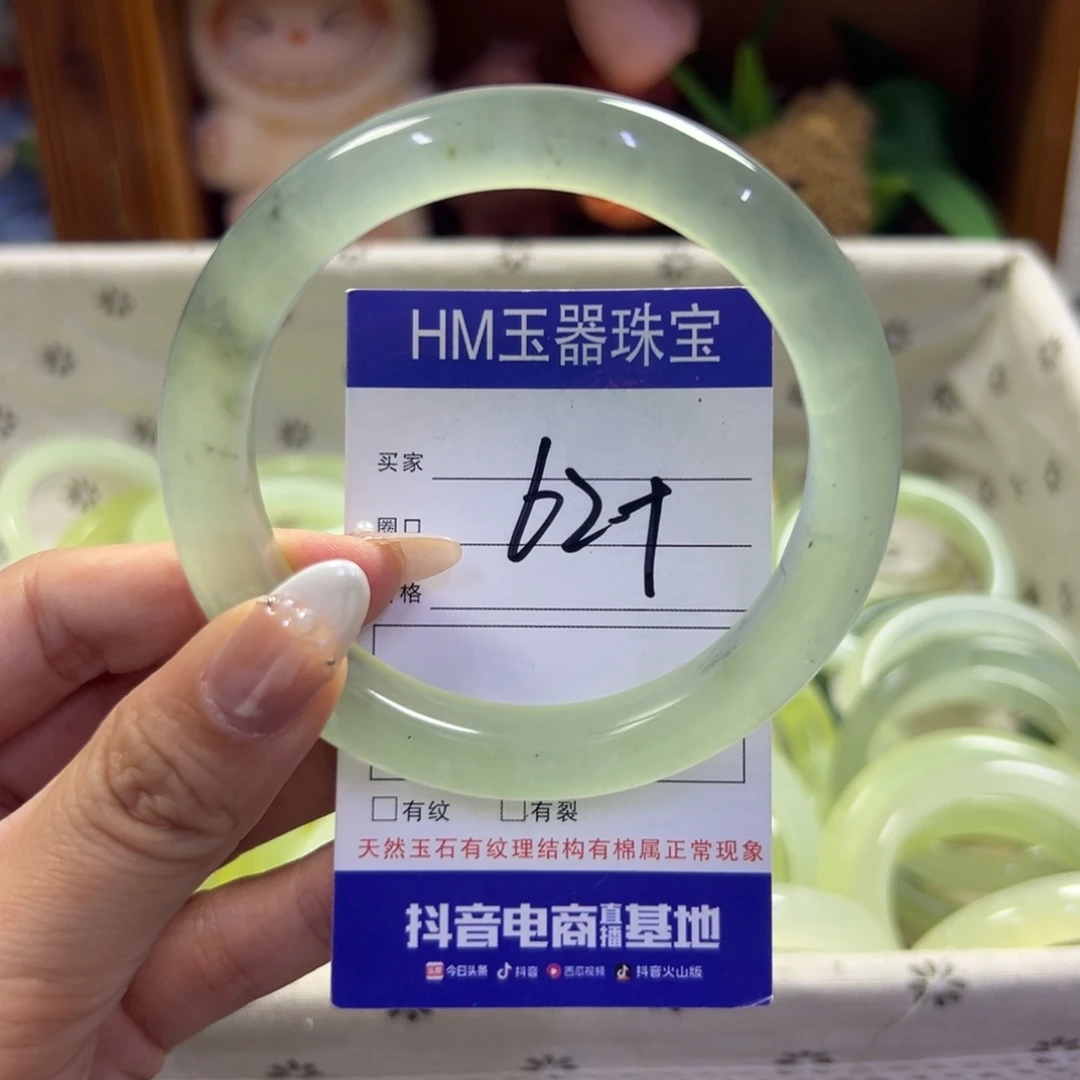 HM玉器珠宝
买家
圈口
格
□有纹 □有裂
天然玉石有纹理结构有棉属正常现象
抖音电商直播基地
头条 今日头条 抖音 西瓜视频 抖音火山版